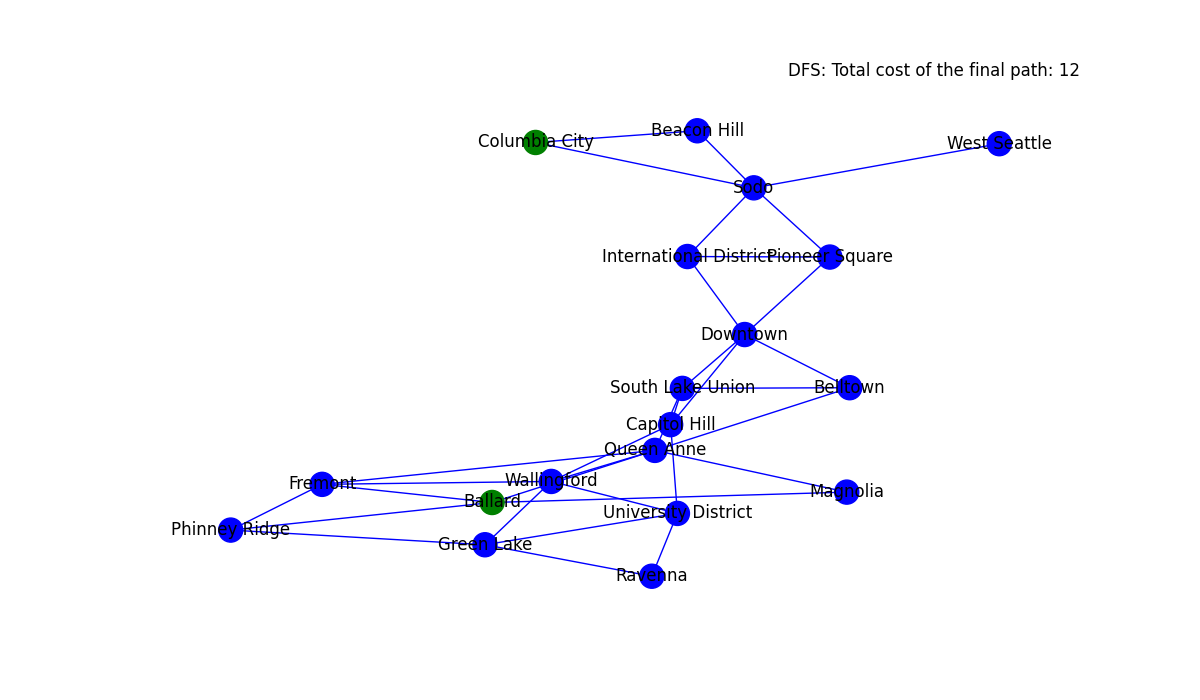 DFS: Total cost of the final path: 12
Beacon Hill
Columbia City
West Seattle
Sodo
International District
Pioneer Square
Downtown
South Lake Union
Belltown
Capitol Hill
Queen Anne
Wallingford
Fremont
Magnolia
Ballard
University District
Phinney Ridge
Green Lake
Ravenna